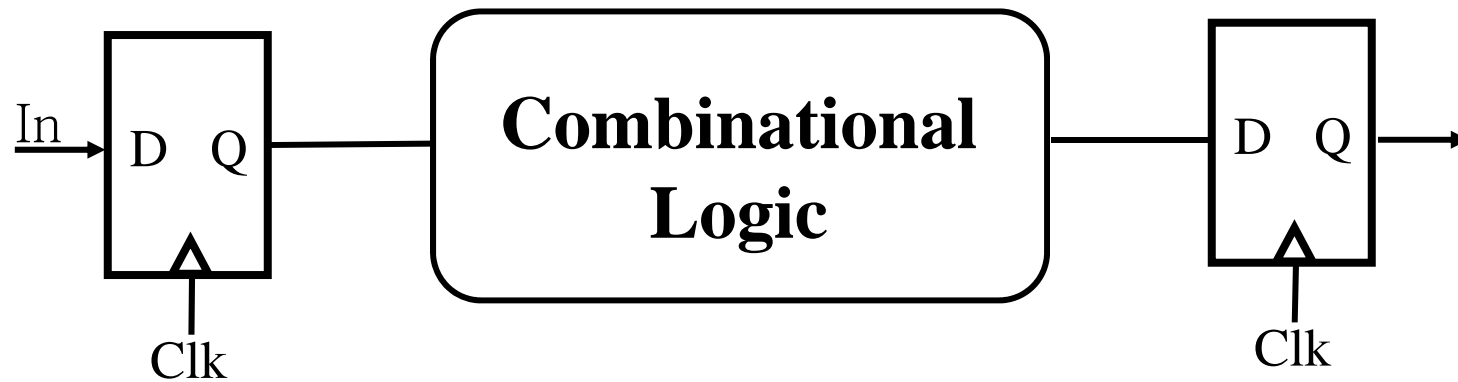 In
D Q
Clk
Combinational
Logic
D Q
Clk